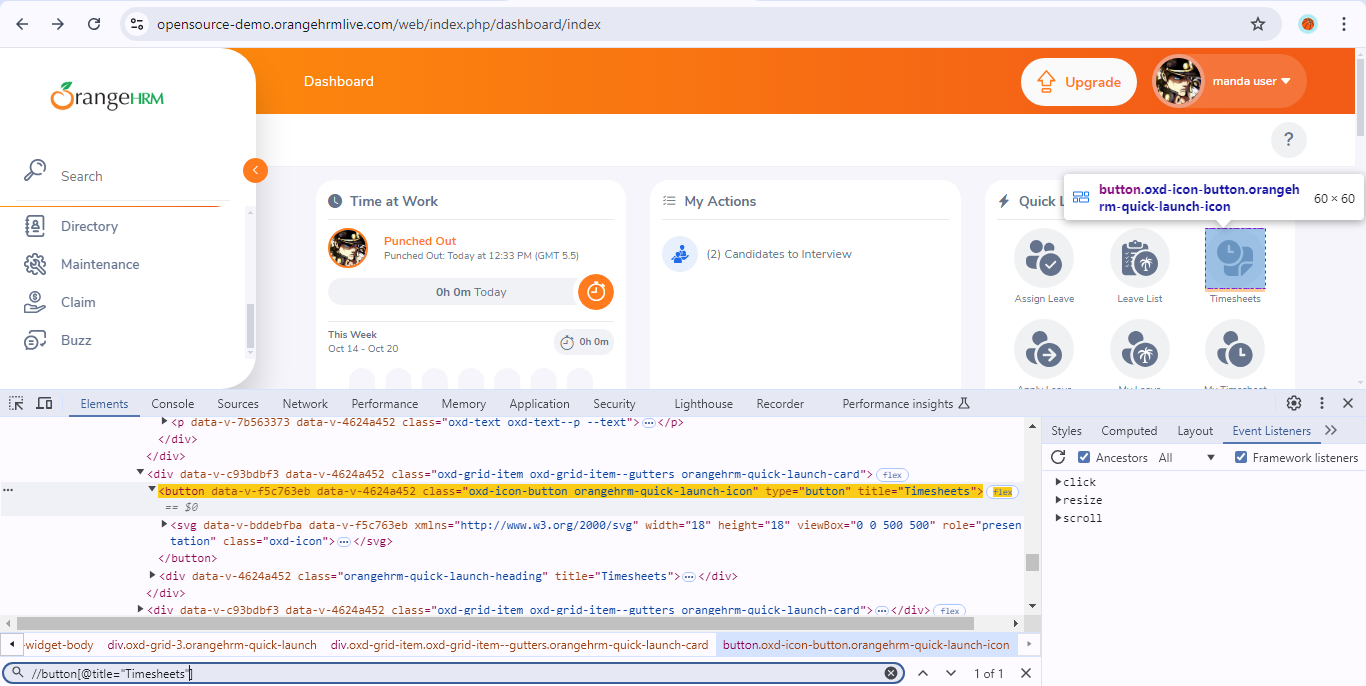 opensource-demo.orangehrmlive.com/web/index.php/dashboard/index
OrangeHRM
Dashboard
Upgrade
manda user
?
Search
Directory
Maintenance
Claim
Buzz
Time at Work
Punched Out
Punched Out: Today at 12:33 PM (GMT 5.5)
0h 0m Today
This Week
Oct 14 - Oct 20
0h 0m
My Actions
(2) Candidates to Interview
Quick L
button.oxd-icon-button.orangeh
rm-quick-launch-icon
60 × 60
Assign Leave
Leave List
Timesheets
Apply Leave
My Leave
My Timesheet
Elements
Console
Sources
Network
Performance
Memory
Application
Security
Lighthouse
Recorder
Performance insights
<p data-v-7b563373 data-v-4624a452 class="oxd-text oxd-text--p --text">…</p>
</div>
</div>
<div data-v-c93bdbf3 data-v-4624a452 class="oxd-grid-item oxd-grid-item--gutters orangehrm-quick-launch-card"> flex
<button data-v-f5c763eb data-v-4624a452 class="oxd-icon-button orangehrm-quick-launch-icon" type="button" title="Timesheets"> flex
== $0
<svg data-v-bddebfba data-v-f5c763eb xmlns="http://www.w3.org/2000/svg" width="18" height="18" viewBox="0 0 500 500" role="presen
tation" class="oxd-icon">…</svg>
</button>
<div data-v-4624a452 class="orangehrm-quick-launch-heading" title="Timesheets">…</div>
</div>
<div data-v-c93bdbf3 data-v-4624a452 class="oxd-grid-item oxd-grid-item--gutters orangehrm-quick-launch-card">…</div> flex
-widget-body
div.oxd-grid-3.orangehrm-quick-launch
div.oxd-grid-item.oxd-grid-item--gutters.orangehrm-quick-launch-card
button.oxd-icon-button.orangehrm-quick-launch-icon
//button[@title="Timesheets"]
1 of 1
Styles
Computed
Layout
Event Listeners
Ancestors
All
Framework listeners
click
resize
scroll